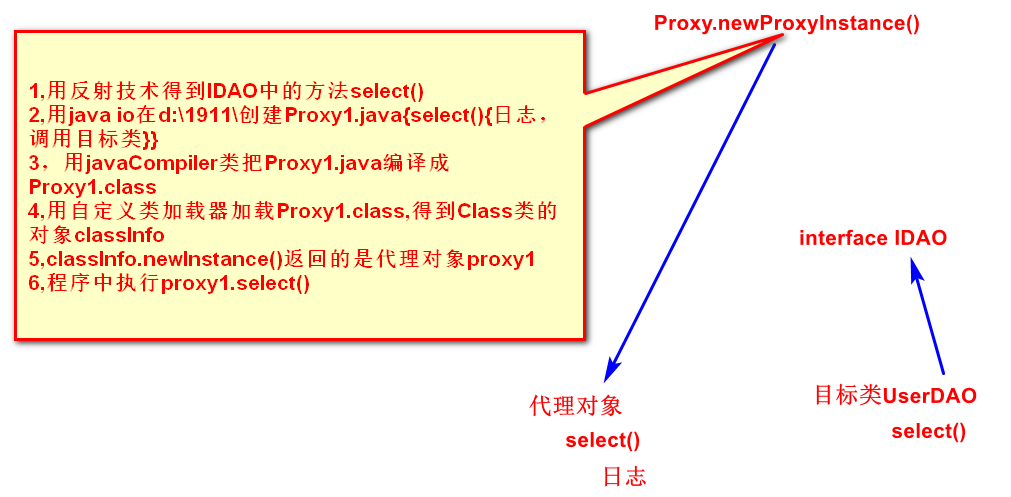 Proxy.newProxyInstance()
1,用反射技术得到IDAO中的方法select()
2,用java io在d:\1911\创建Proxy1.java{select(){日志,
调用目标类}}
3，用javaCompiler类把Proxy1.java编译成
Proxy1.class
4,用自定义类加载器加载Proxy1.class,得到Class类的
对象classInfo
5,classInfo.newInstance()返回的是代理对象proxy1
6,程序中执行proxy1.select()
interface IDAO
代理对象
select()
日志
目标类UserDAO
select()